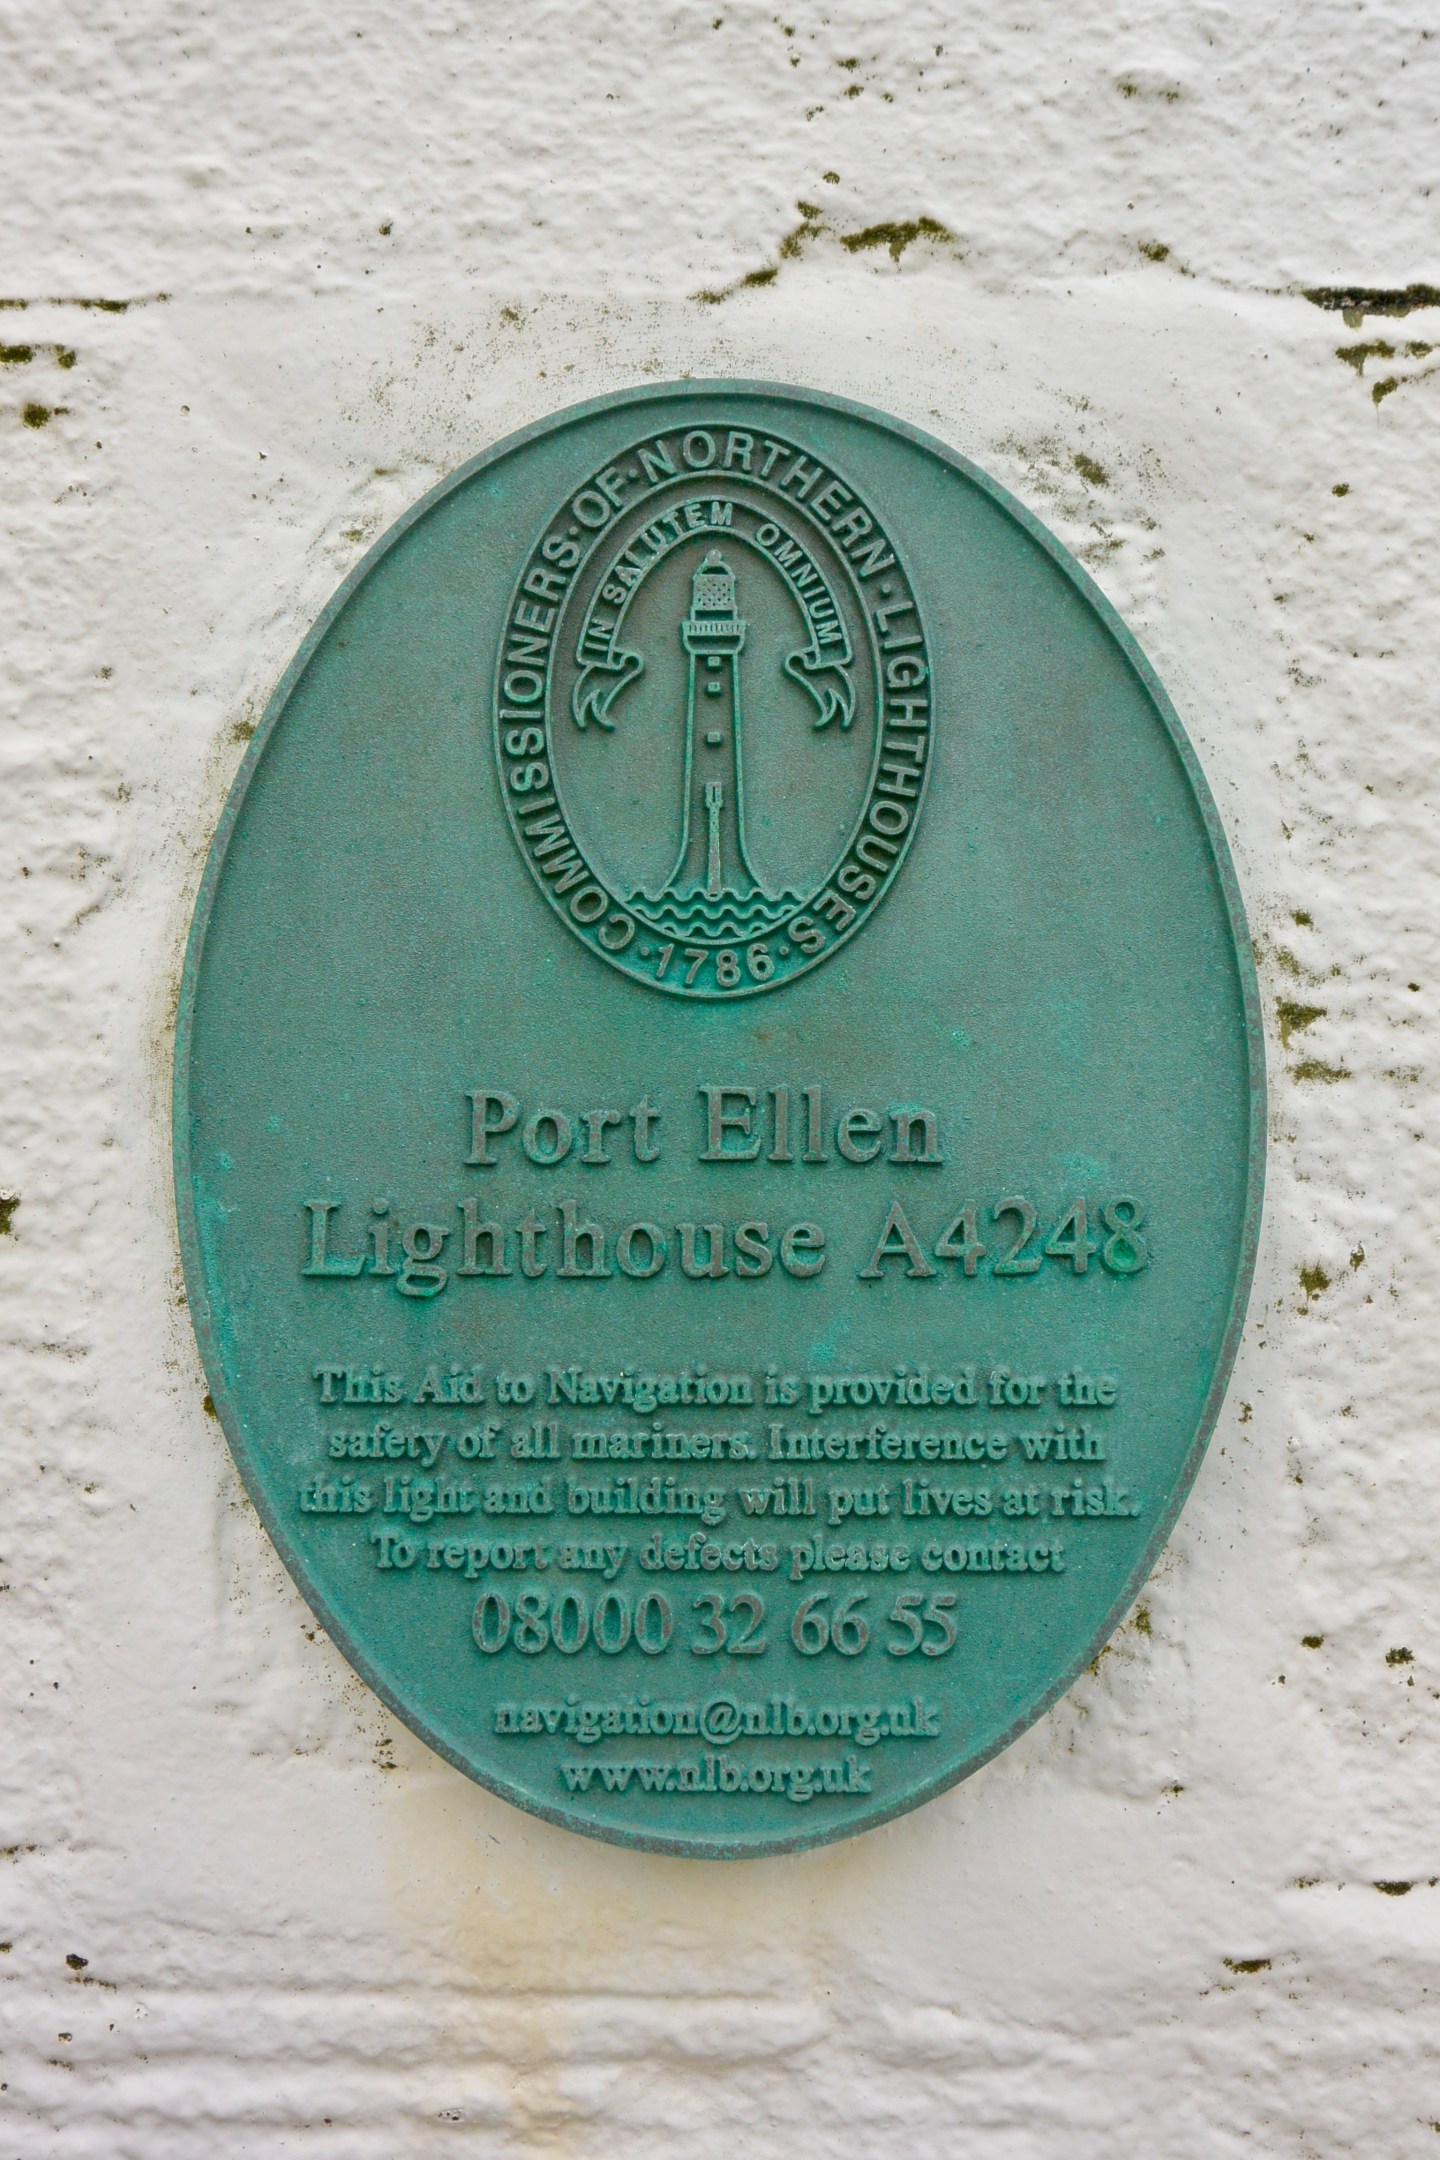 COMMISSIONERS·OF·NORTHERN·LIGHTHOUSES
IN SALUTEM OMNIUM
·1786·
Port Ellen
Lighthouse A4248
This Aid to Navigation is provided for the
safety of all mariners. Interference with
this light and building will put lives at risk.
To report any defects please contact
08000 32 66 55
navigation@nlb.org.uk
www.nlb.org.uk